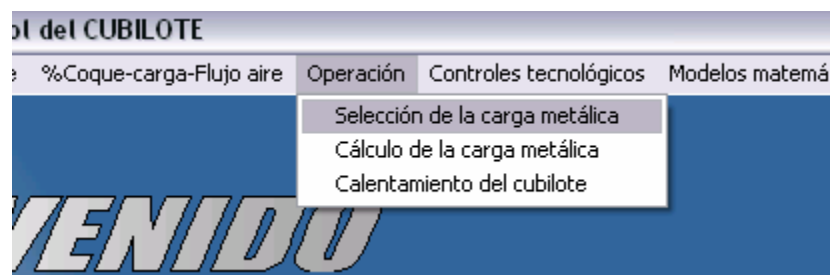 ol del CUBILOTE
e %Coque-carga-Flujo aire Operación Controles tecnológicos Modelos matemá
Selección de la carga metálica
Cálculo de la carga metálica
Calentamiento del cubilote
VENIDO